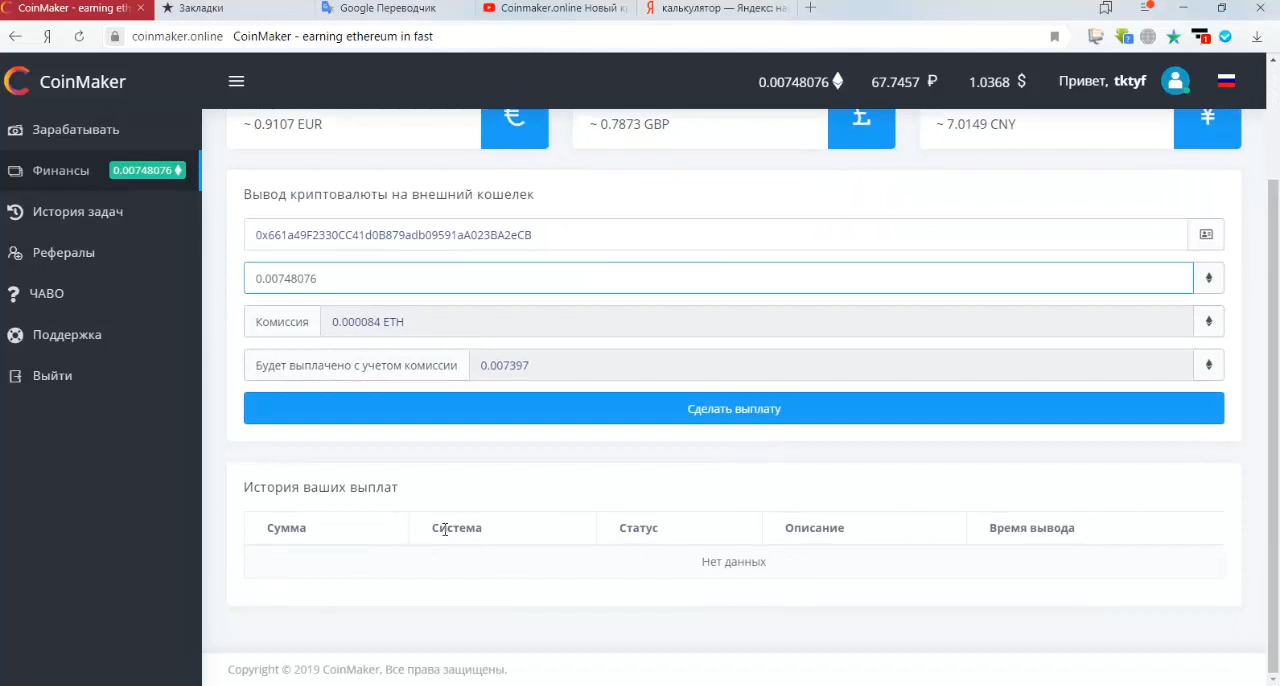 CoinMaker - earning eth
Закладки
Google Переводчик
Coinmaker.online Новый к
калькулятор — Яндекс: на
coinmaker.online CoinMaker - earning ethereum in fast
CoinMaker
0.00748076
67.7457 ₽
1.0368 $
Привет, tktyf
Зарабатывать
Финансы 0.00748076
История задач
Рефералы
ЧАВО
Поддержка
Выйти
~ 0.9107 EUR €
~ 0.7873 GBP £
~ 7.0149 CNY ¥
Вывод криптовалюты на внешний кошелек
0x661a49F2330CC41d0B879adb09591aA023BA2eCB
0.00748076
Комиссия 0.000084 ETH
Будет выплачено с учетом комиссии 0.007397
Сделать выплату
История ваших выплат
Сумма Система Статус Описание Время вывода
Нет данных
Copyright © 2019 CoinMaker, Все права защищены.